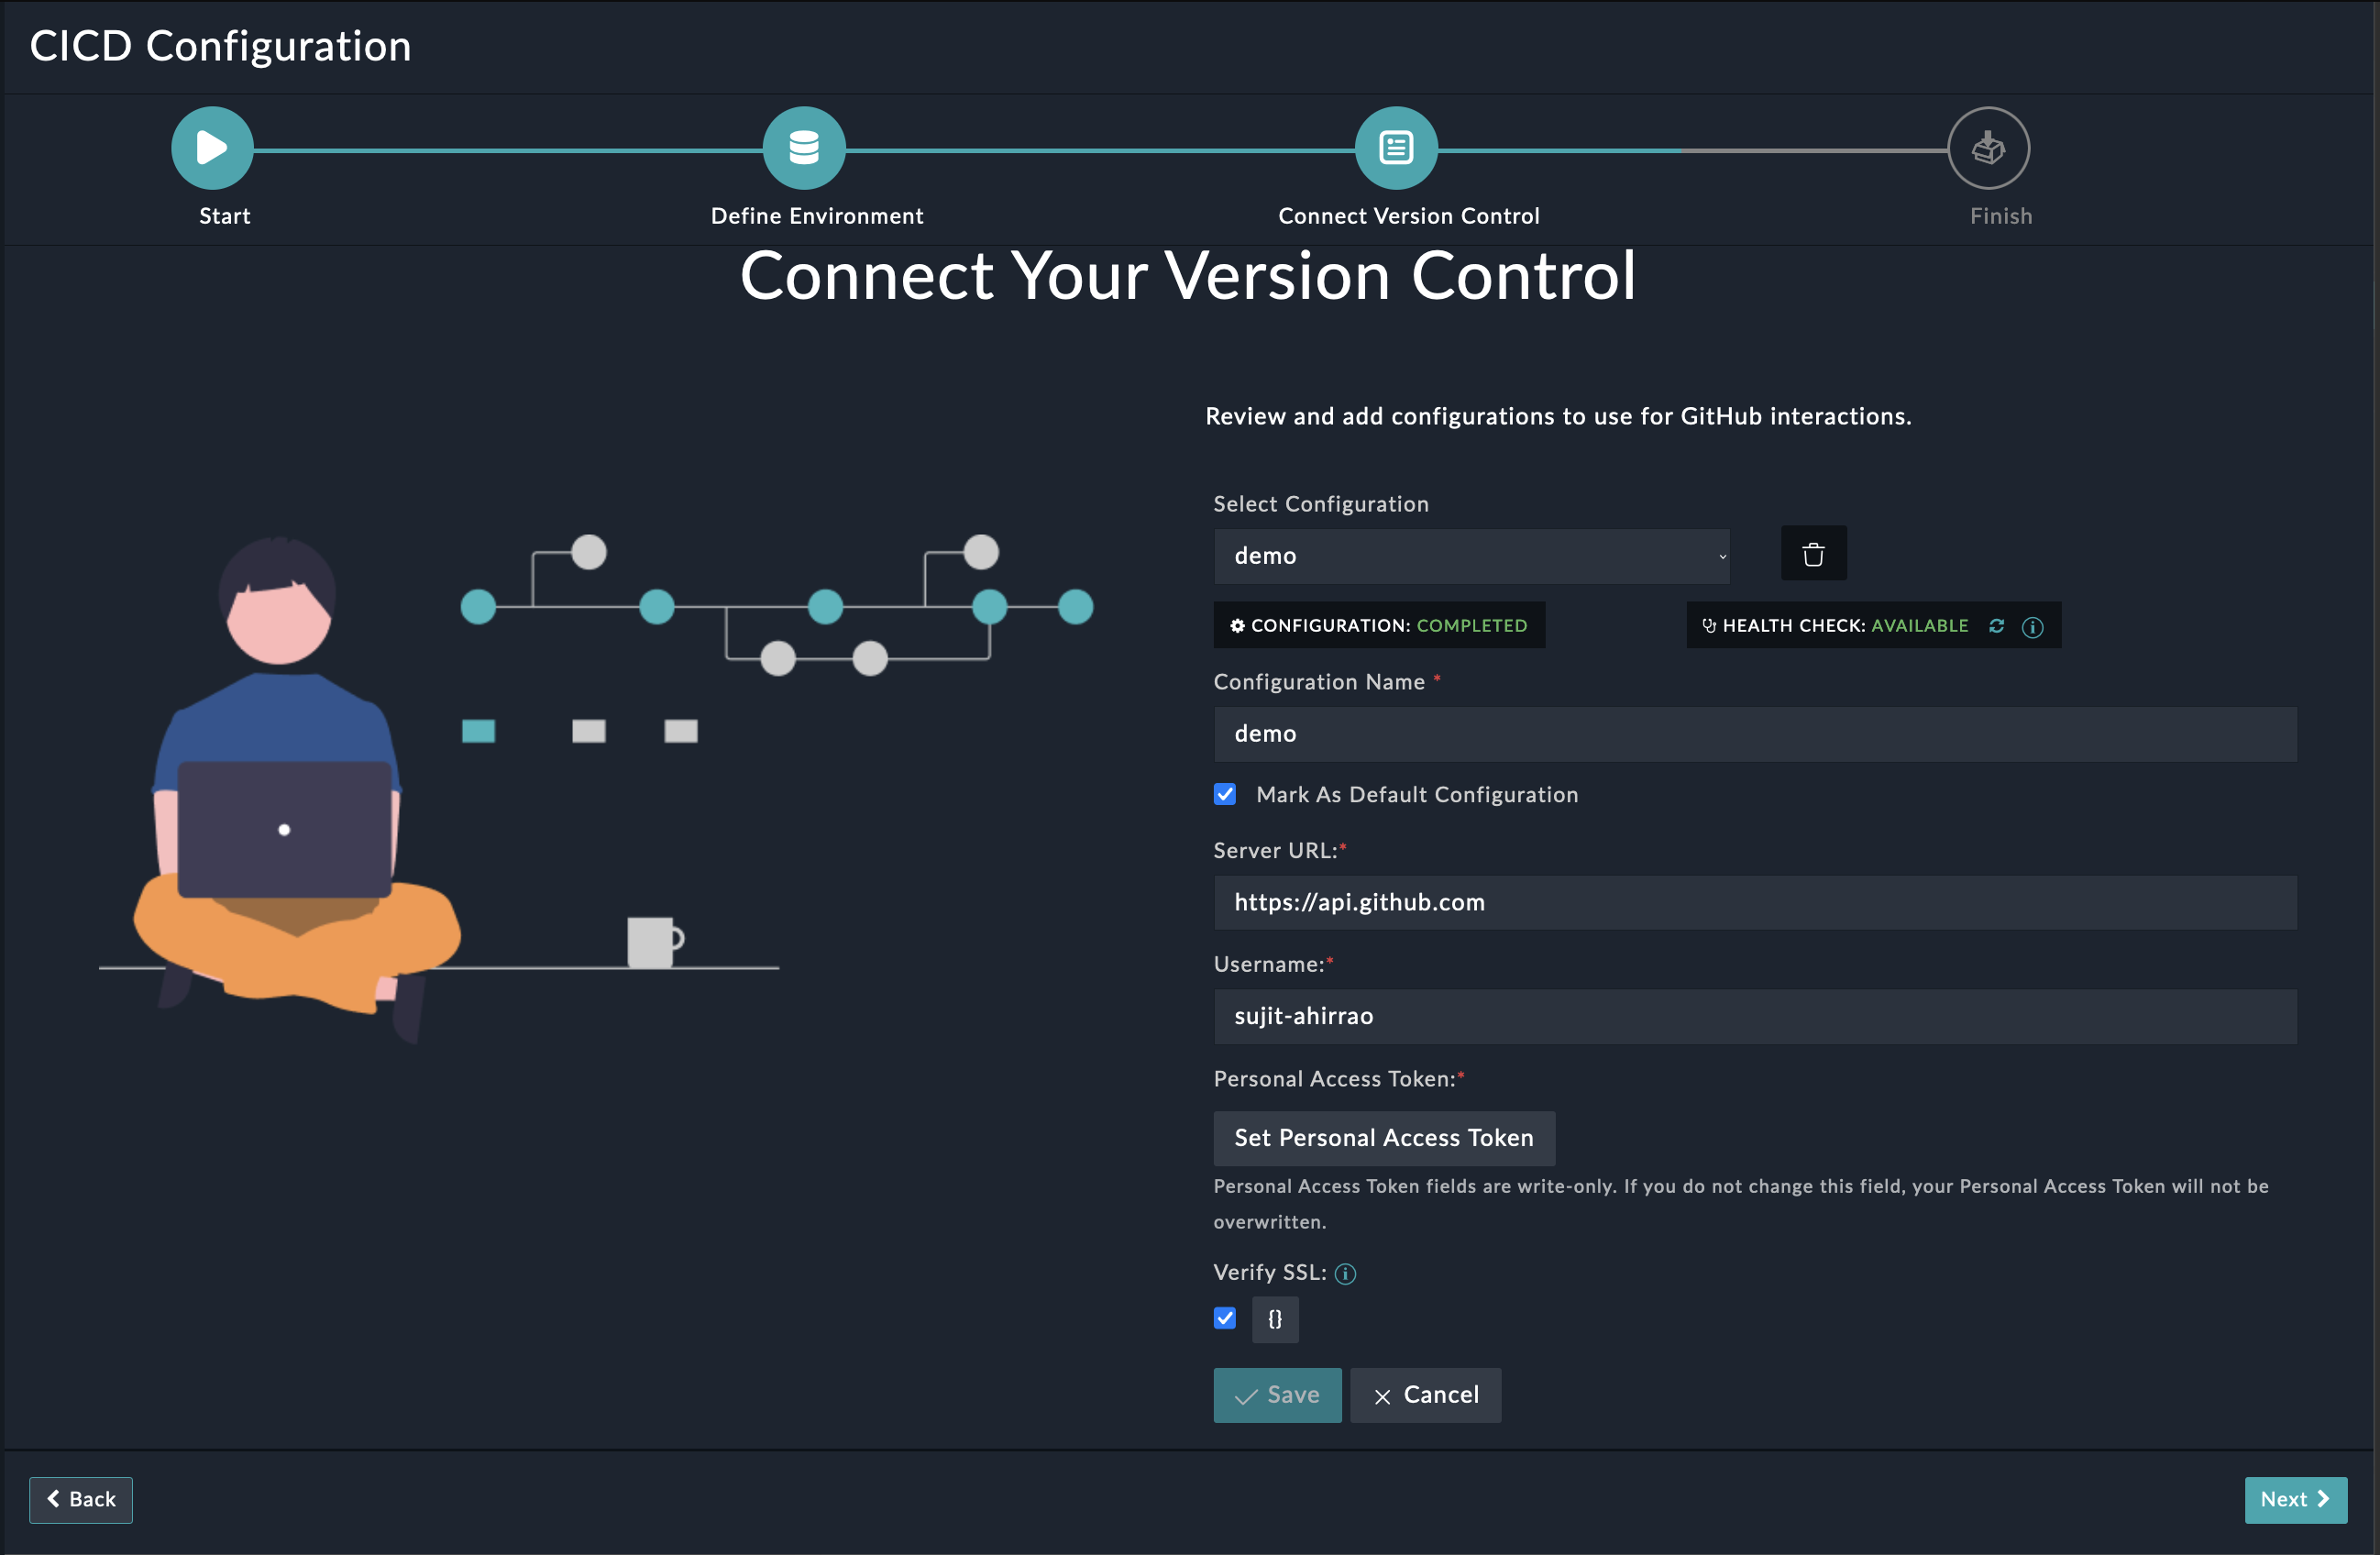 CICD Configuration
Start
Define Environment
Connect Version Control
Finish
Connect Your Version Control
Review and add configurations to use for GitHub interactions.
Select Configuration
demo
CONFIGURATION: COMPLETED
HEALTH CHECK: AVAILABLE
Configuration Name *
demo
Mark As Default Configuration
Server URL:*
https://api.github.com
Username:*
sujit-ahirrao
Personal Access Token:*
Set Personal Access Token
Personal Access Token fields are write-only. If you do not change this field, your Personal Access Token will not be
overwritten.
Verify SSL:
{}
Save
Cancel
Back
Next